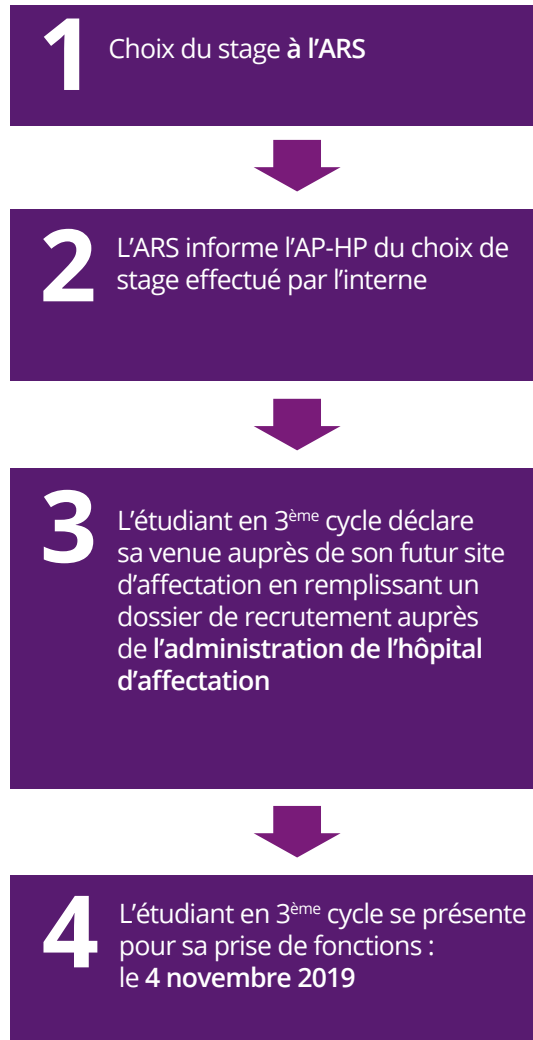 1
Choix du stage à l'ARS
2
L'ARS informe l'AP-HP du choix de
stage effectué par l'interne
3
L'étudiant en 3ème cycle déclare
sa venue auprès de son futur site
d'affectation en remplissant un
dossier de recrutement auprès
de l'administration de l'hôpital
d'affectation
4
L'étudiant en 3ème cycle se présente
pour sa prise de fonctions :
le 4 novembre 2019